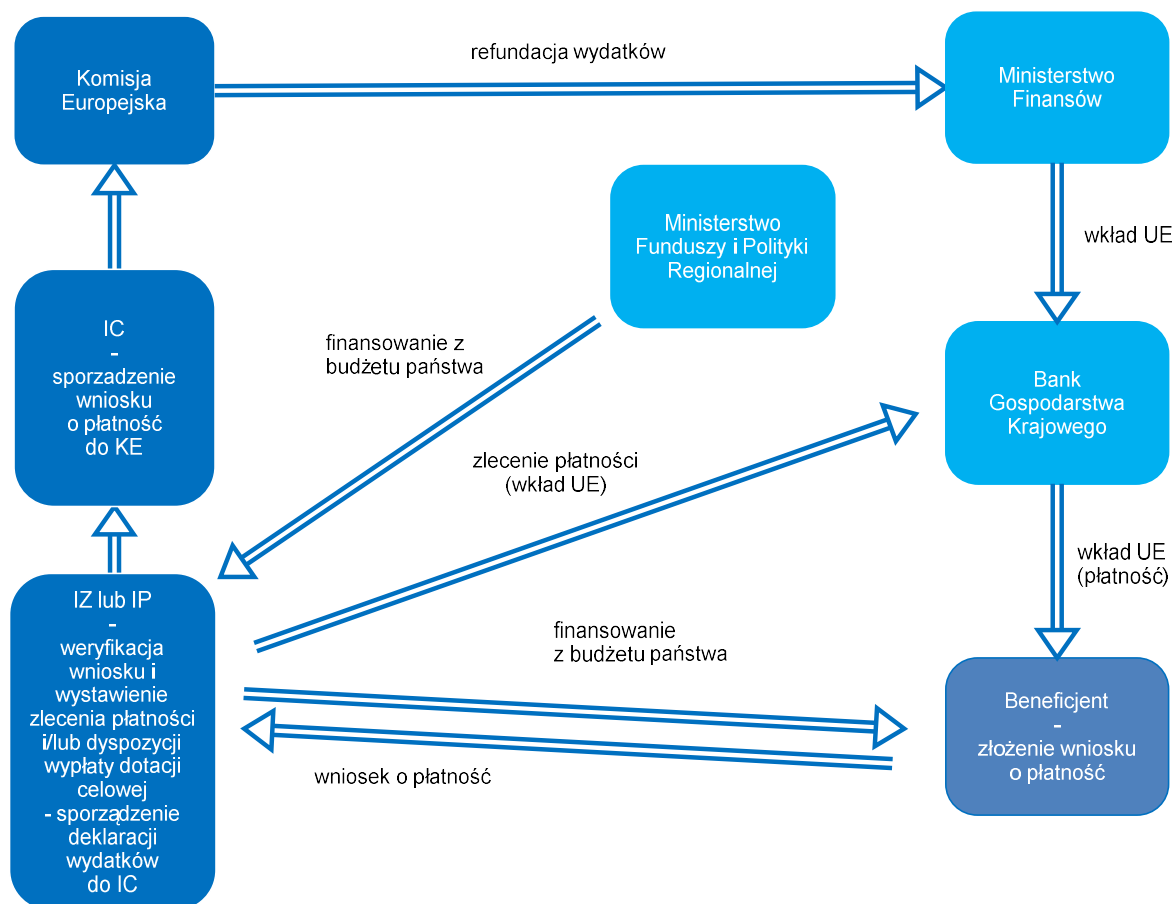 Komisja
Europejska
refundacja wydatków
Ministerstwo
Finansów
Ministerstwo
Funduszy i Polityki
Regionalnej
wkład UE
IC
-
sporzadzenie
wniosku
o płatność
do KE
finansowanie z
budżetu państwa
Bank
Gospodarstwa
Krajowego
zlecenie płatności
(wkład UE)
wkład UE
(płatność)
IZ lub IP
-
weryfikacja
wniosku i
wystawienie
zlecenia płatności
i/lub dyspozycji
wypłaty dotacji
celowej
- sporządzenie
deklaracji
wydatków
do IC
finansowanie
z budżetu państwa
Beneficjent
-
złożenie wniosku
o płatność
wniosek o płatność